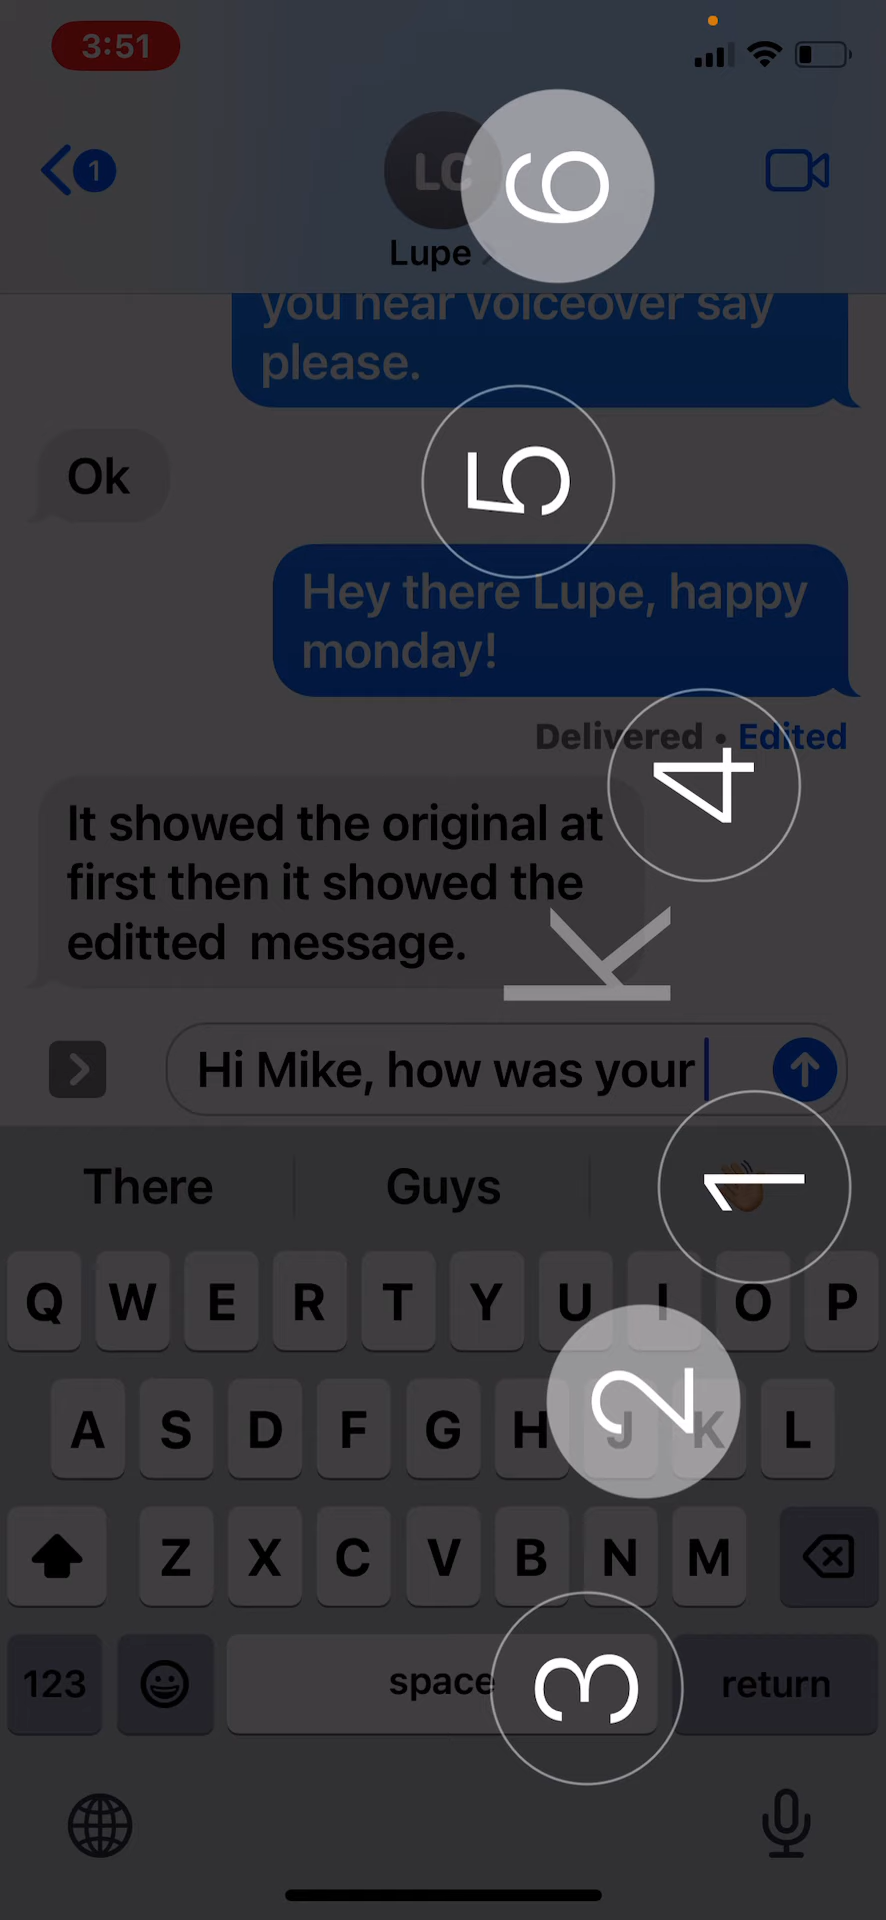 3:51
1
LC
6
Lupe
you hear voiceover say
please.
Ok
5
Hey there Lupe, happy
monday!
Delivered • Edited
4
It showed the original at
first then it showed the
editted message.
k
Hi Mike, how was your
There Guys
1
Q W E R T Y U I O P
2
A S D F G H J K L
Z X C V B N M
123 space return
3